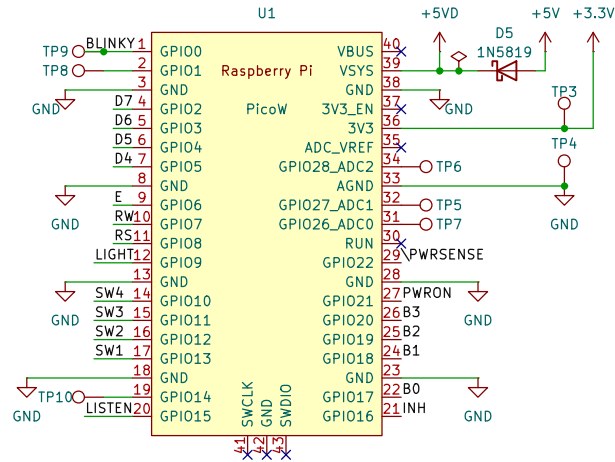 U1
+5VD
D5
1N5819
+5V
+3.3V
Raspberry Pi
PicoW
TP9 BLINKY 1 GPIO0
TP8 2 GPIO1
GND 3 GND
D7 4 GPIO2
D6 5 GPIO3
D5 6 GPIO4
D4 7 GPIO5
GND 8 GND
E 9 GPIO6
RW 10 GPIO7
RS 11 GPIO8
LIGHT 12 GPIO9
GND 13 GND
SW4 14 GPIO10
SW3 15 GPIO11
SW2 16 GPIO12
SW1 17 GPIO13
GND 18 GND
TP10 19 GPIO14
LISTEN 20 GPIO15
VBUS 40
VSYS 39
GND 38 GND
3V3_EN 37
3V3 36 TP3
ADC_VREF 35
GPIO28_ADC2 34 TP6
AGND 33 TP4 GND
GPIO27_ADC1 32 TP5
GPIO26_ADC0 31 TP7
RUN 30
GPIO22 29 \PWRSENSE
GND 28 GND
GPIO21 27 PWRON
GPIO20 26 B3
GPIO19 25 B2
GPIO18 24 B1
GND 23 GND
GPIO17 22 B0
GPIO16 21 INH
SWCLK 41
GND 42
SWDIO 43